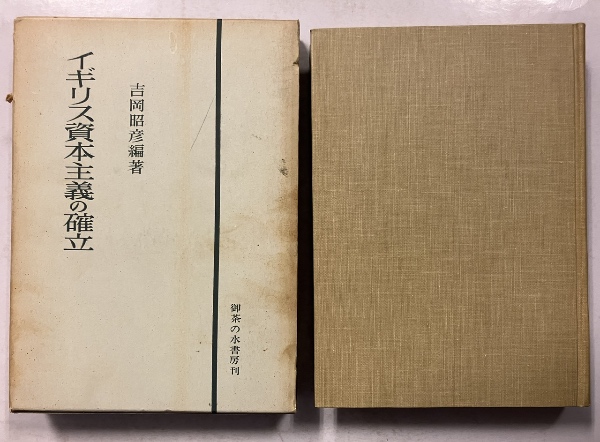 イギリス資本主義の確立
吉岡昭彦編著
御茶の水書房刊